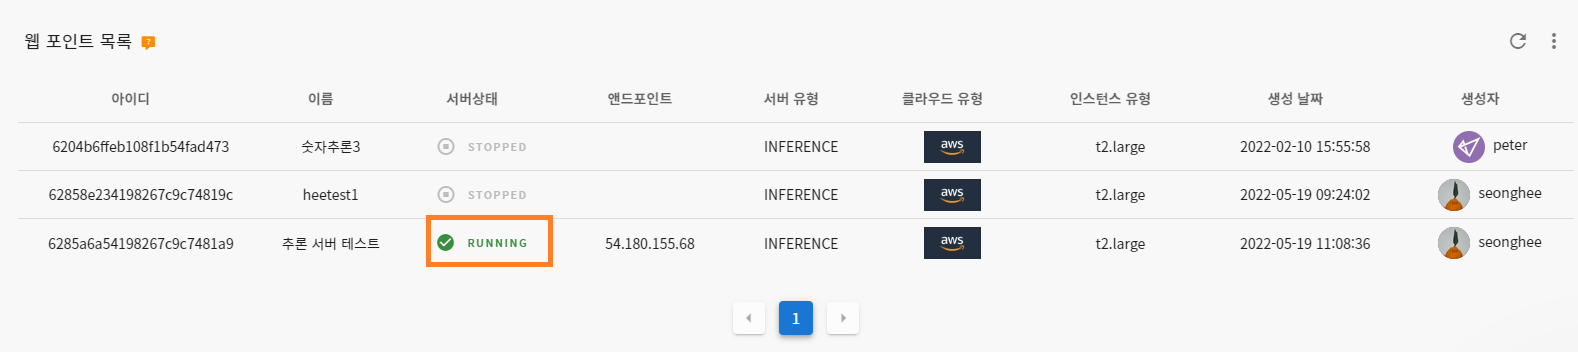 웹 포인트 목록 ?
아이디 이름 서버상태 앤드포인트 서버 유형 클라우드 유형 인스턴스 유형 생성 날짜 생성자
6204b6ffeb108f1b54fad473 숫자추론3 STOPPED INFERENCE aws t2.large 2022-02-10 15:55:58 peter
62858e234198267c9c74819c heetest1 STOPPED INFERENCE aws t2.large 2022-05-19 09:24:02 seonghee
6285a6a54198267c9c7481a9 추론 서버 테스트 RUNNING 54.180.155.68 INFERENCE aws t2.large 2022-05-19 11:08:36 seonghee
1